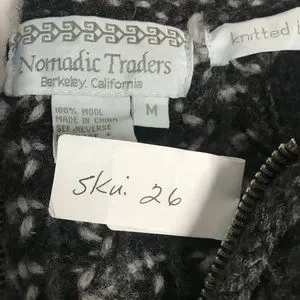 Nomadic Traders
Berkeley, California
knitted
100% WOOL
MADE IN CHINA
SEE REVERSE
M
Sku: 26